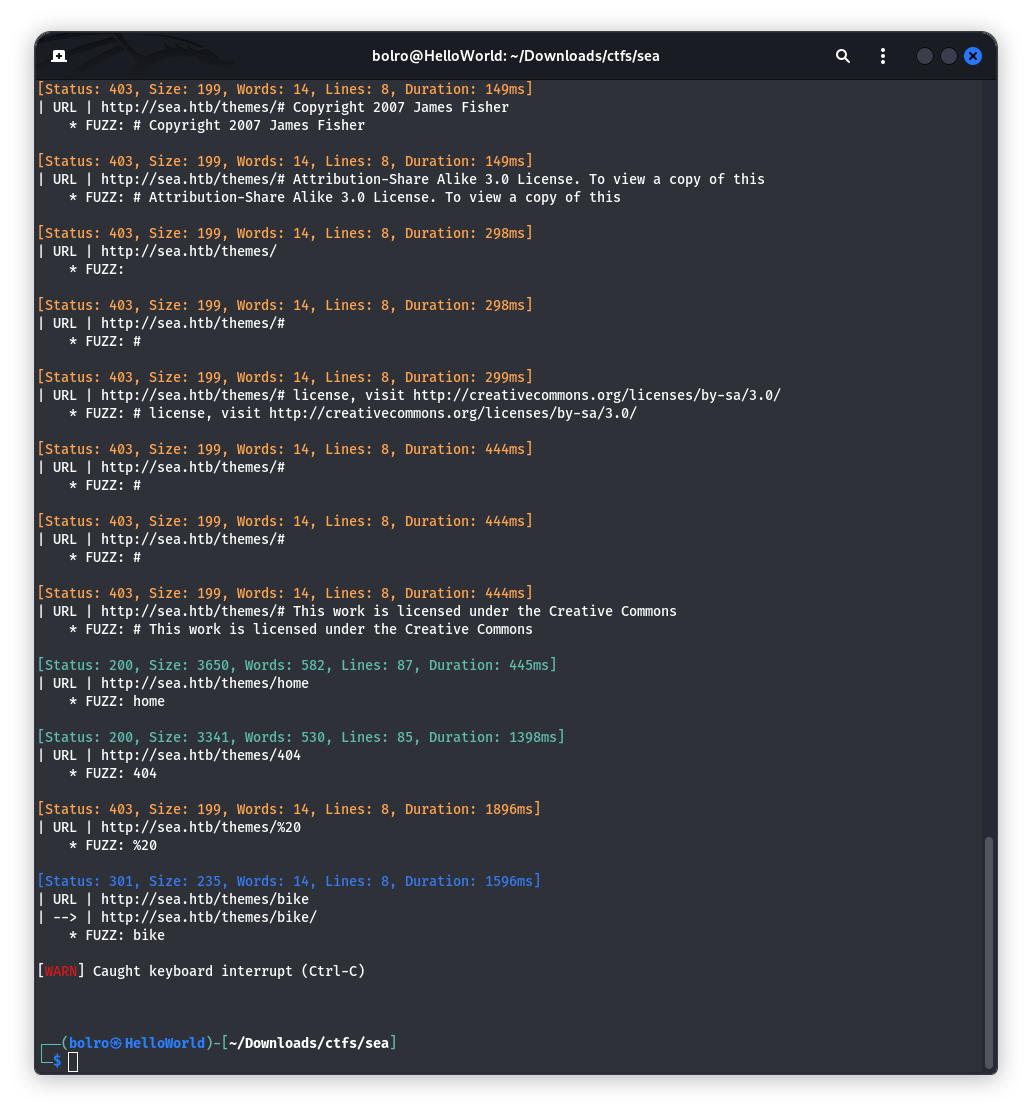 bolro@HelloWorld: ~/Downloads/ctfs/sea
[Status: 403, Size: 199, Words: 14, Lines: 8, Duration: 149ms]
| URL | http://sea.htb/themes/# Copyright 2007 James Fisher
    * FUZZ: # Copyright 2007 James Fisher

[Status: 403, Size: 199, Words: 14, Lines: 8, Duration: 149ms]
| URL | http://sea.htb/themes/# Attribution-Share Alike 3.0 License. To view a copy of this
    * FUZZ: # Attribution-Share Alike 3.0 License. To view a copy of this

[Status: 403, Size: 199, Words: 14, Lines: 8, Duration: 298ms]
| URL | http://sea.htb/themes/
    * FUZZ:

[Status: 403, Size: 199, Words: 14, Lines: 8, Duration: 298ms]
| URL | http://sea.htb/themes/#
    * FUZZ: #

[Status: 403, Size: 199, Words: 14, Lines: 8, Duration: 299ms]
| URL | http://sea.htb/themes/# license, visit http://creativecommons.org/licenses/by-sa/3.0/
    * FUZZ: # license, visit http://creativecommons.org/licenses/by-sa/3.0/

[Status: 403, Size: 199, Words: 14, Lines: 8, Duration: 444ms]
| URL | http://sea.htb/themes/#
    * FUZZ: #

[Status: 403, Size: 199, Words: 14, Lines: 8, Duration: 444ms]
| URL | http://sea.htb/themes/#
    * FUZZ: #

[Status: 403, Size: 199, Words: 14, Lines: 8, Duration: 444ms]
| URL | http://sea.htb/themes/# This work is licensed under the Creative Commons
    * FUZZ: # This work is licensed under the Creative Commons

[Status: 200, Size: 3650, Words: 582, Lines: 87, Duration: 445ms]
| URL | http://sea.htb/themes/home
    * FUZZ: home

[Status: 200, Size: 3341, Words: 530, Lines: 85, Duration: 1398ms]
| URL | http://sea.htb/themes/404
    * FUZZ: 404

[Status: 403, Size: 199, Words: 14, Lines: 8, Duration: 1896ms]
| URL | http://sea.htb/themes/%20
    * FUZZ: %20

[Status: 301, Size: 235, Words: 14, Lines: 8, Duration: 1596ms]
| URL | http://sea.htb/themes/bike
| --> | http://sea.htb/themes/bike/
    * FUZZ: bike

[WARN] Caught keyboard interrupt (Ctrl-C)

┌──(bolro㉿HelloWorld)-[~/Downloads/ctfs/sea]
└─$